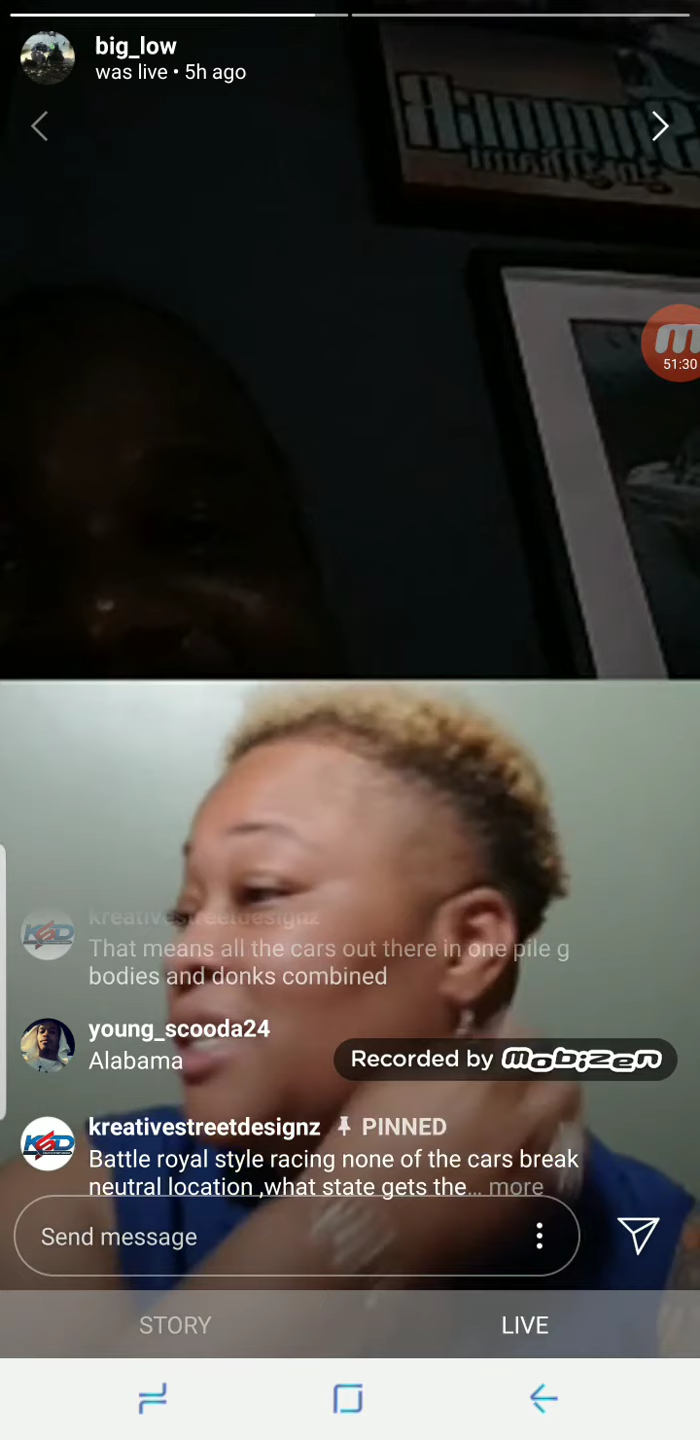 big_low
was live • 5h ago
51:30
kreativestreetdesignz
That means all the cars out there in one pile g
bodies and donks combined
young_scooda24
Alabama
Recorded by mobizen
kreativestreetdesignz PINNED
Battle royal style racing none of the cars break
neutral location ,what state gets the... more
Send message
STORY
LIVE